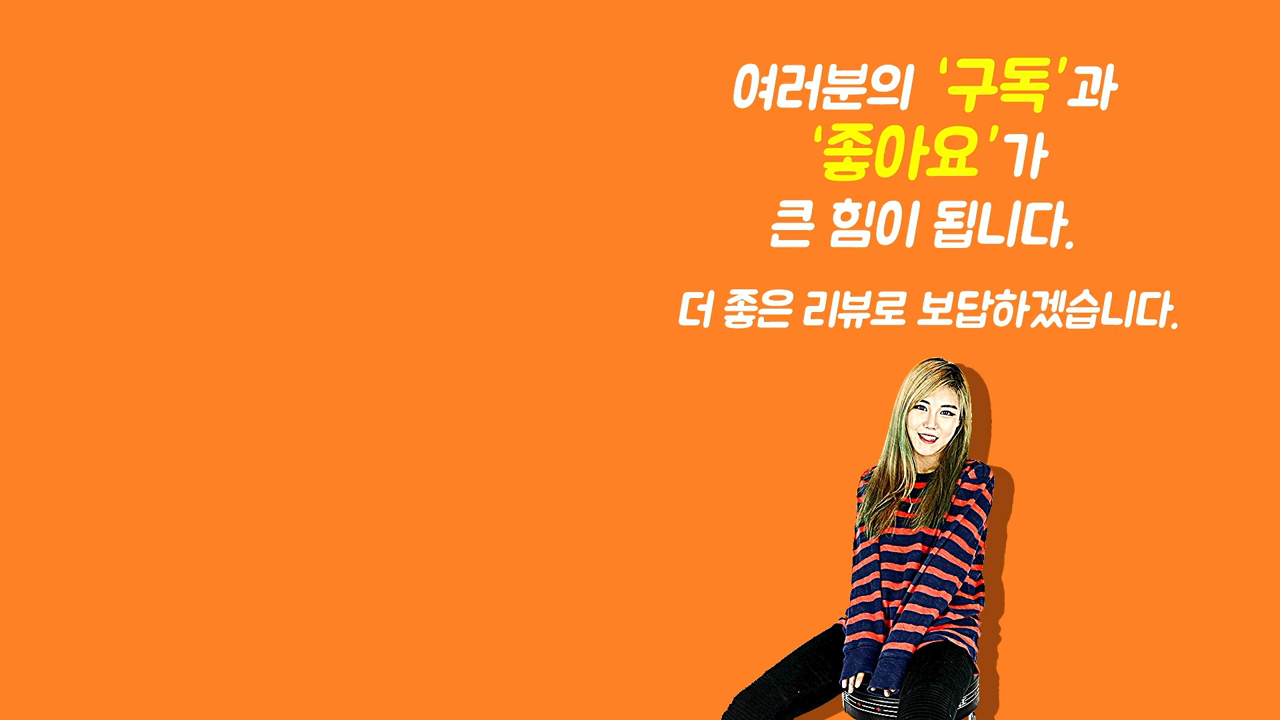 여러분의 '구독'과
'좋아요'가
큰 힘이 됩니다.
더 좋은 리뷰로 보답하겠습니다.